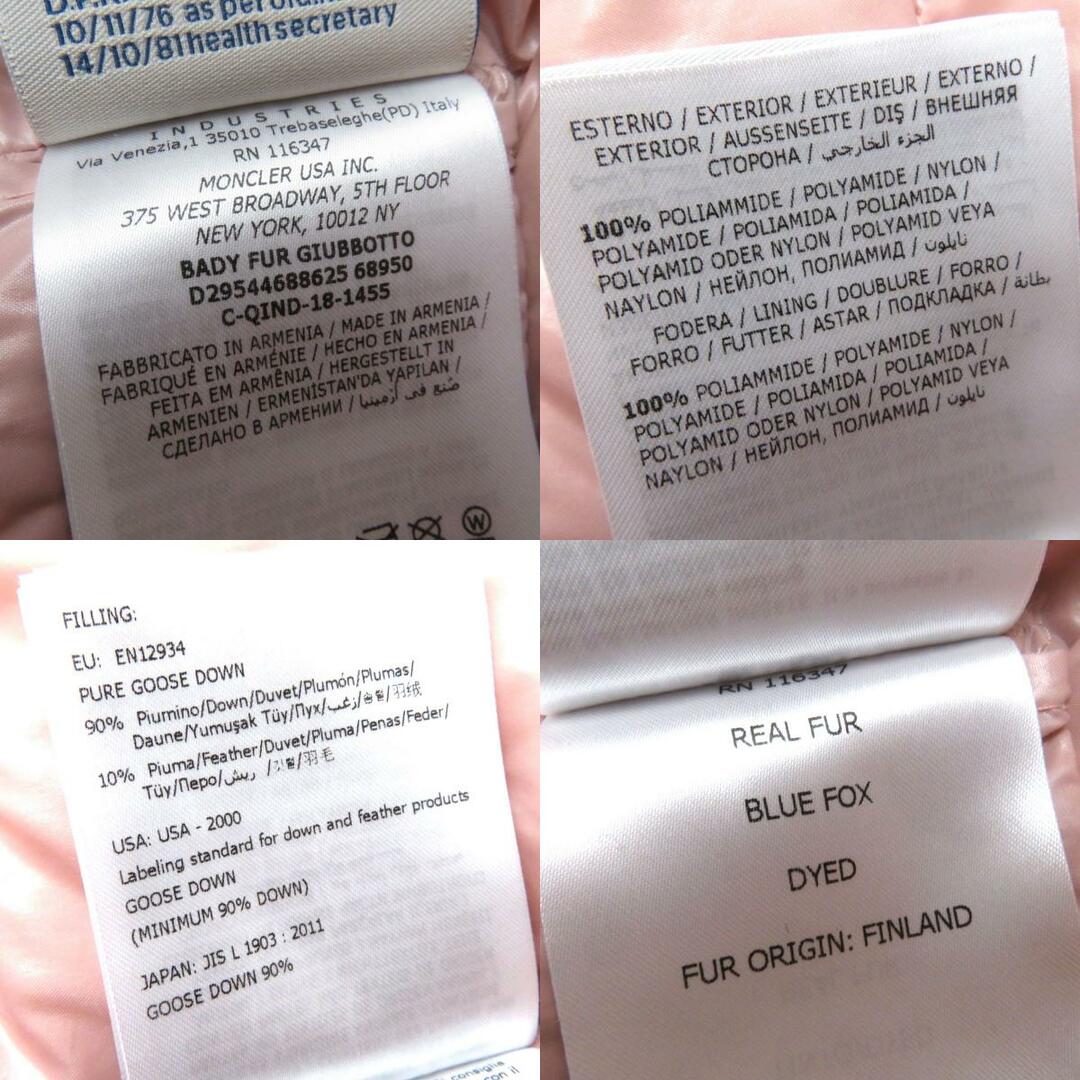 10/11/76 as per
14/10/81 health secretary
INDUSTRIES
Via Venezia,1 35010 Trebaseleghe(PD) Italy
RN 116347
MONCLER USA INC.
375 WEST BROADWAY, 5TH FLOOR
NEW YORK, 10012 NY
BADY FUR GIUBBOTTO
D29544688625 68950
C-QIND-18-1455
FABBRICATO IN ARMENIA / MADE IN ARMENIA /
FABRIQUÉ EN ARMÉNIE / HECHO EN ARMENIA /
FEITA EM ARMÊNIA / HERGESTELLT IN
ARMENIEN / ERMENİSTAN'DA YAPILAN /
СДЕЛАНО В АРМЕНИИ / صُنع في أرمينيا
W
ESTERNO / EXTERIOR / EXTERIEUR / EXTERNO /
EXTERIOR / AUSSENSEITE / DIŞ / ВНЕШНЯЯ
СТОРОНА / الجزء الخارجي
100% POLIAMMIDE / POLYAMIDE / NYLON /
POLYAMIDE / POLIAMIDA / POLIAMIDA /
POLYAMID ODER NYLON / POLYAMID VEYA
NAYLON / НЕЙЛОН, ПОЛИАМИД / نايلون
FODERA / LINING / DOUBLURE / FORRO /
FORRO / FUTTER / ASTAR / ПОДКЛАДКА / بطانة
100% POLIAMMIDE / POLYAMIDE / NYLON /
POLYAMIDE / POLIAMIDA / POLIAMIDA /
POLYAMID ODER NYLON / POLYAMID VEYA
NAYLON / НЕЙЛОН, ПОЛИАМИД / نايلون
FILLING:
EU: EN12934
PURE GOOSE DOWN
90% Piumino/Down/Duvet/Plumón/Plumas/
Daune/Yumuşak Tüy/Пух/زغب/솜털/羽绒
10% Piuma/Feather/Duvet/Pluma/Penas/Feder/
Tüy/Перо/ريش /깃털/羽毛
USA: USA - 2000
Labeling standard for down and feather products
GOOSE DOWN
(MINIMUM 90% DOWN)
JAPAN: JIS L 1903 : 2011
GOOSE DOWN 90%
consiglia
con il
RN 116347
REAL FUR
BLUE FOX
DYED
FUR ORIGIN: FINLAND